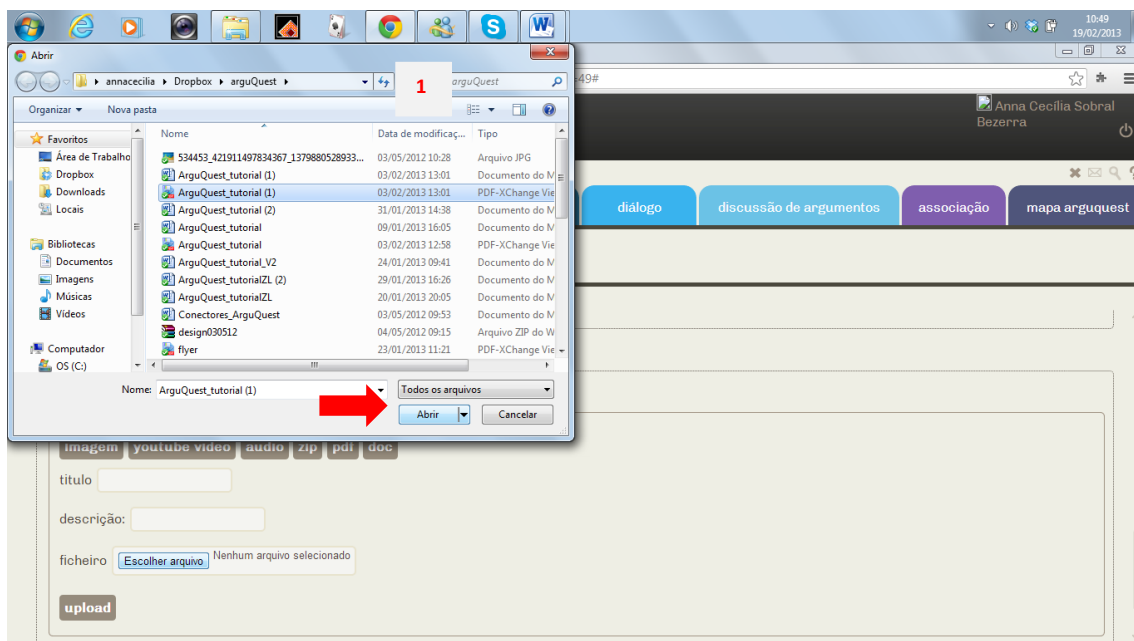 10:49
19/02/2013
Abrir
annacecilia ▸ Dropbox ▸ arguQuest ▸
1
arguQuest
49#
Organizar
Nova pasta
Anna Cecília Sobral
Bezerra
Favoritos
Área de Trabalho
Dropbox
Downloads
Locais
Bibliotecas
Documentos
Imagens
Músicas
Vídeos
Computador
OS (C:)
Nome Data de modificaç... Tipo
534453_421911497834367_1379880528933... 03/05/2012 10:28 Arquivo JPG
ArguQuest_tutorial (1) 03/02/2013 13:01 Documento do M
ArguQuest_tutorial (1) 03/02/2013 13:01 PDF-XChange Vie
ArguQuest_tutorial (2) 31/01/2013 14:38 Documento do M
ArguQuest_tutorial 09/01/2013 16:05 Documento do M
ArguQuest_tutorial 03/02/2013 12:58 PDF-XChange Vie
ArguQuest_tutorial_V2 24/01/2013 09:41 Documento do M
ArguQuest_tutorialZL (2) 29/01/2013 16:26 Documento do M
ArguQuest_tutorialZL 20/01/2013 20:05 Documento do M
Conectores_ArguQuest 03/05/2012 09:53 Documento do M
design030512 04/05/2012 09:15 Arquivo ZIP do W
flyer 23/01/2013 11:21 PDF-XChange Vie
Nome: ArguQuest_tutorial (1)
Todos os arquivos
Abrir Cancelar
diálogo discussão de argumentos associação mapa arguquest
imagem youtube video audio zip pdf doc
titulo
descrição:
ficheiro Escolher arquivo Nenhum arquivo selecionado
upload